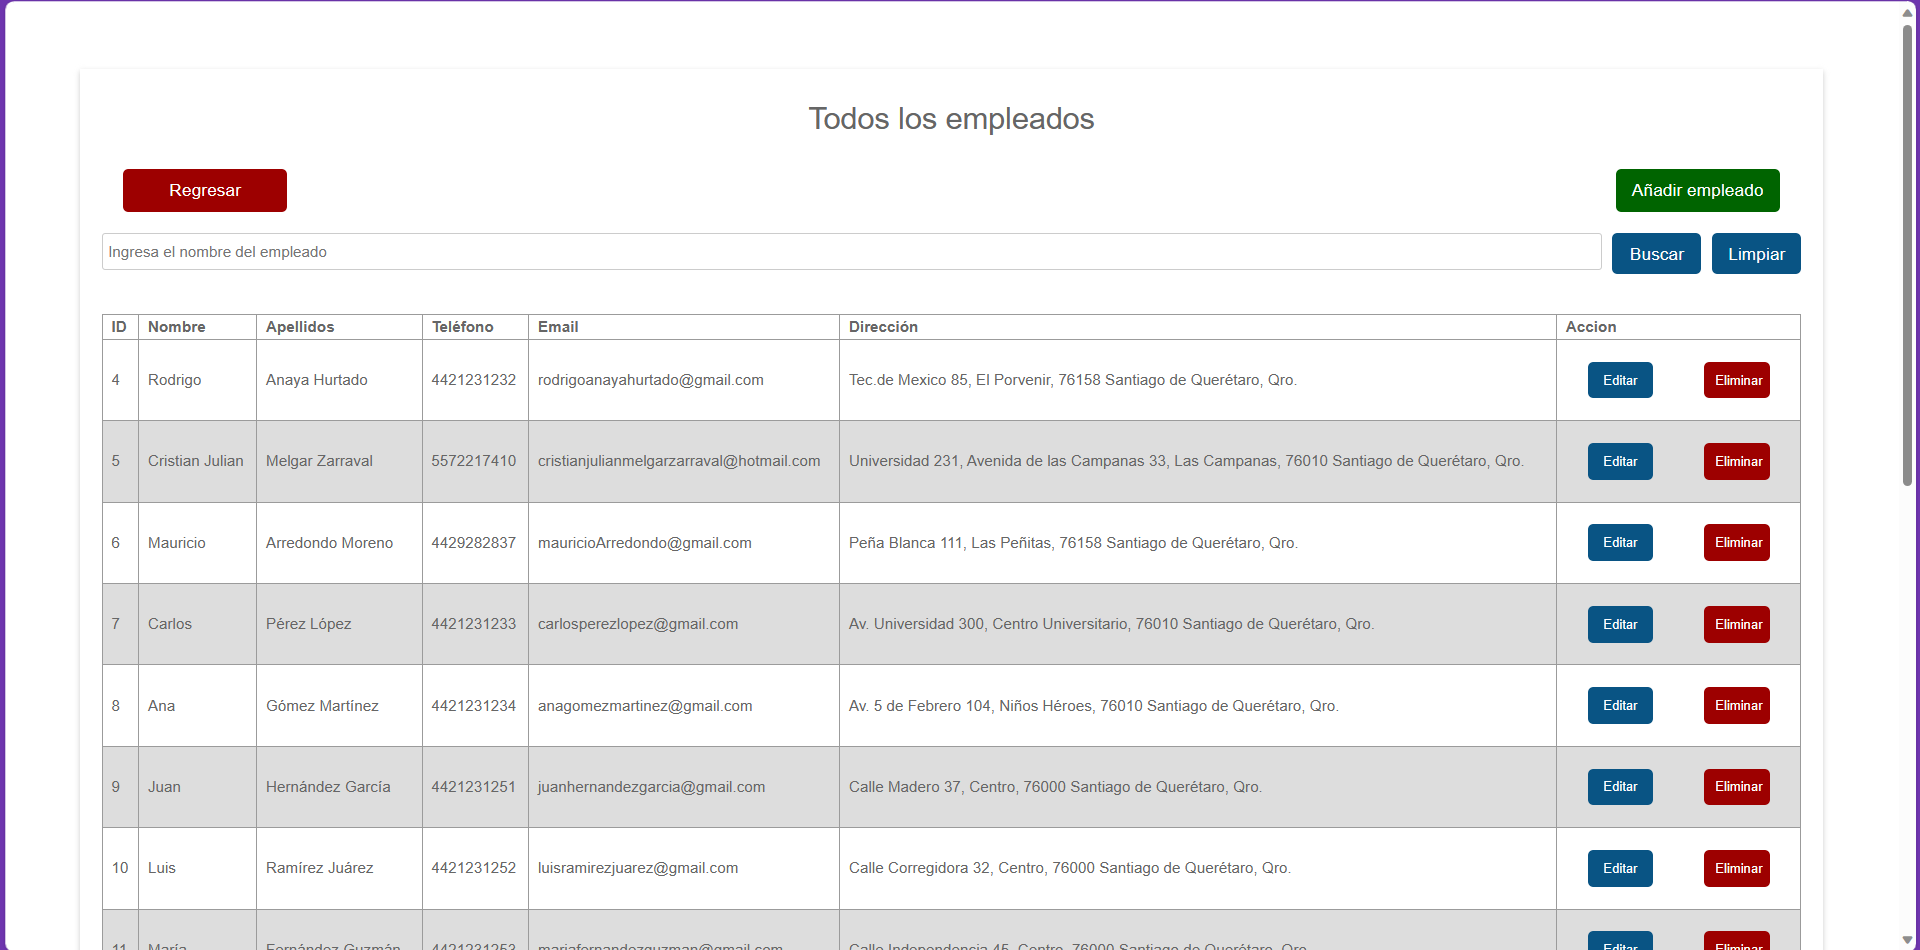 Todos los empleados
Regresar Añadir empleado
Ingresa el nombre del empleado Buscar Limpiar
ID Nombre Apellidos Teléfono Email Dirección Accion
4 Rodrigo Anaya Hurtado 4421231232 rodrigoanayahurtado@gmail.com Tec.de Mexico 85, El Porvenir, 76158 Santiago de Querétaro, Qro. Editar Eliminar
5 Cristian Julian Melgar Zarraval 5572217410 cristianjulianmelgarzarraval@hotmail.com Universidad 231, Avenida de las Campanas 33, Las Campanas, 76010 Santiago de Querétaro, Qro. Editar Eliminar
6 Mauricio Arredondo Moreno 4429282837 mauricioArredondo@gmail.com Peña Blanca 111, Las Peñitas, 76158 Santiago de Querétaro, Qro. Editar Eliminar
7 Carlos Pérez López 4421231233 carlosperezlopez@gmail.com Av. Universidad 300, Centro Universitario, 76010 Santiago de Querétaro, Qro. Editar Eliminar
8 Ana Gómez Martínez 4421231234 anagomezmartinez@gmail.com Av. 5 de Febrero 104, Niños Héroes, 76010 Santiago de Querétaro, Qro. Editar Eliminar
9 Juan Hernández García 4421231251 juanhernandezgarcia@gmail.com Calle Madero 37, Centro, 76000 Santiago de Querétaro, Qro. Editar Eliminar
10 Luis Ramírez Juárez 4421231252 luisramirezjuarez@gmail.com Calle Corregidora 32, Centro, 76000 Santiago de Querétaro, Qro. Editar Eliminar
11 María Fernández Guzmán 4421231253 mariafernandezguzman@gmail.com Calle Independencia 45, Centro, 76000 Santiago de Querétaro, Qro. Editar Eliminar